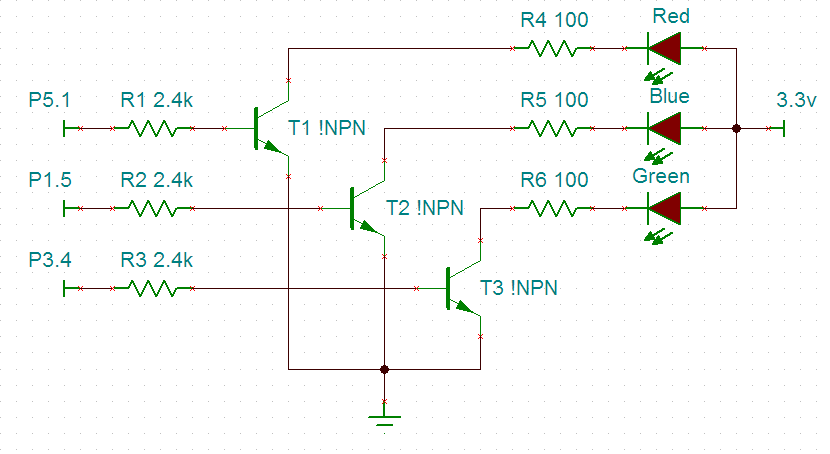 R4 100
Red
P5.1
R1 2.4k
T1 !NPN
R5 100
Blue
3.3v
P1.5
R2 2.4k
T2 !NPN
R6 100
Green
P3.4
R3 2.4k
T3 !NPN